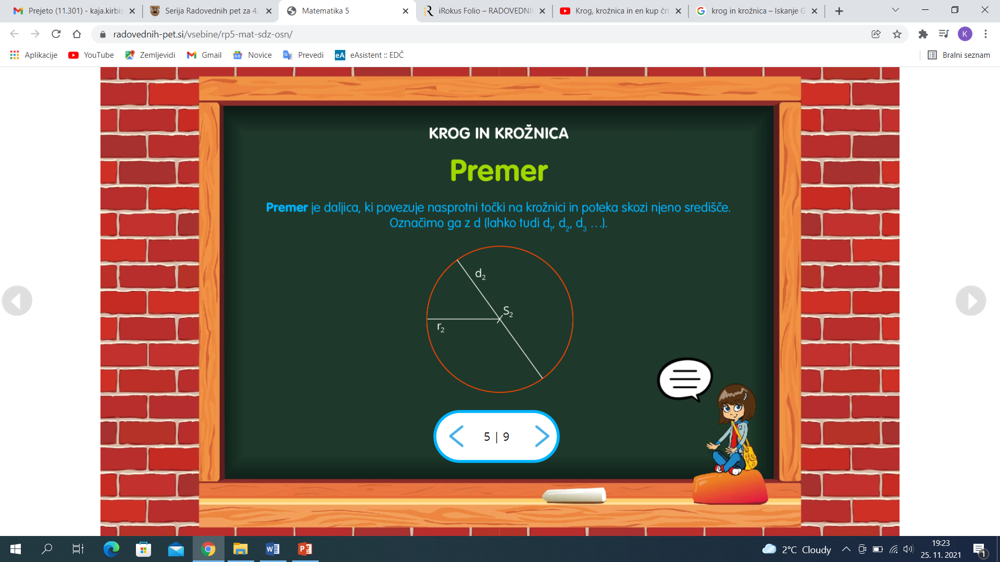 Prejeto (11.301) - kaja.kirbis
Serija Radovednih pet za 4.
Matematika 5
iRokus Folio – RADOVEDNI
Krog, krožnica in en kup črt
krog in krožnica – Iskanje G
radovednih-pet.si/vsebine/rp5-mat-sdz-osn/
K
Aplikacije
YouTube
Zemljevidi
Gmail
Novice
Prevedi
eA
eAsistent :: EDČ
Bralni seznam
KROG IN KROŽNICA
Premer
Premer je daljica, ki povezuje nasprotni točki na krožnici in poteka skozi njeno središče.
Označimo ga z d (lahko tudi d₁, d₂, d₃ ...).
d₂
S₂
r₂
5 | 9
2°C Cloudy
19:23
25. 11. 2021
1